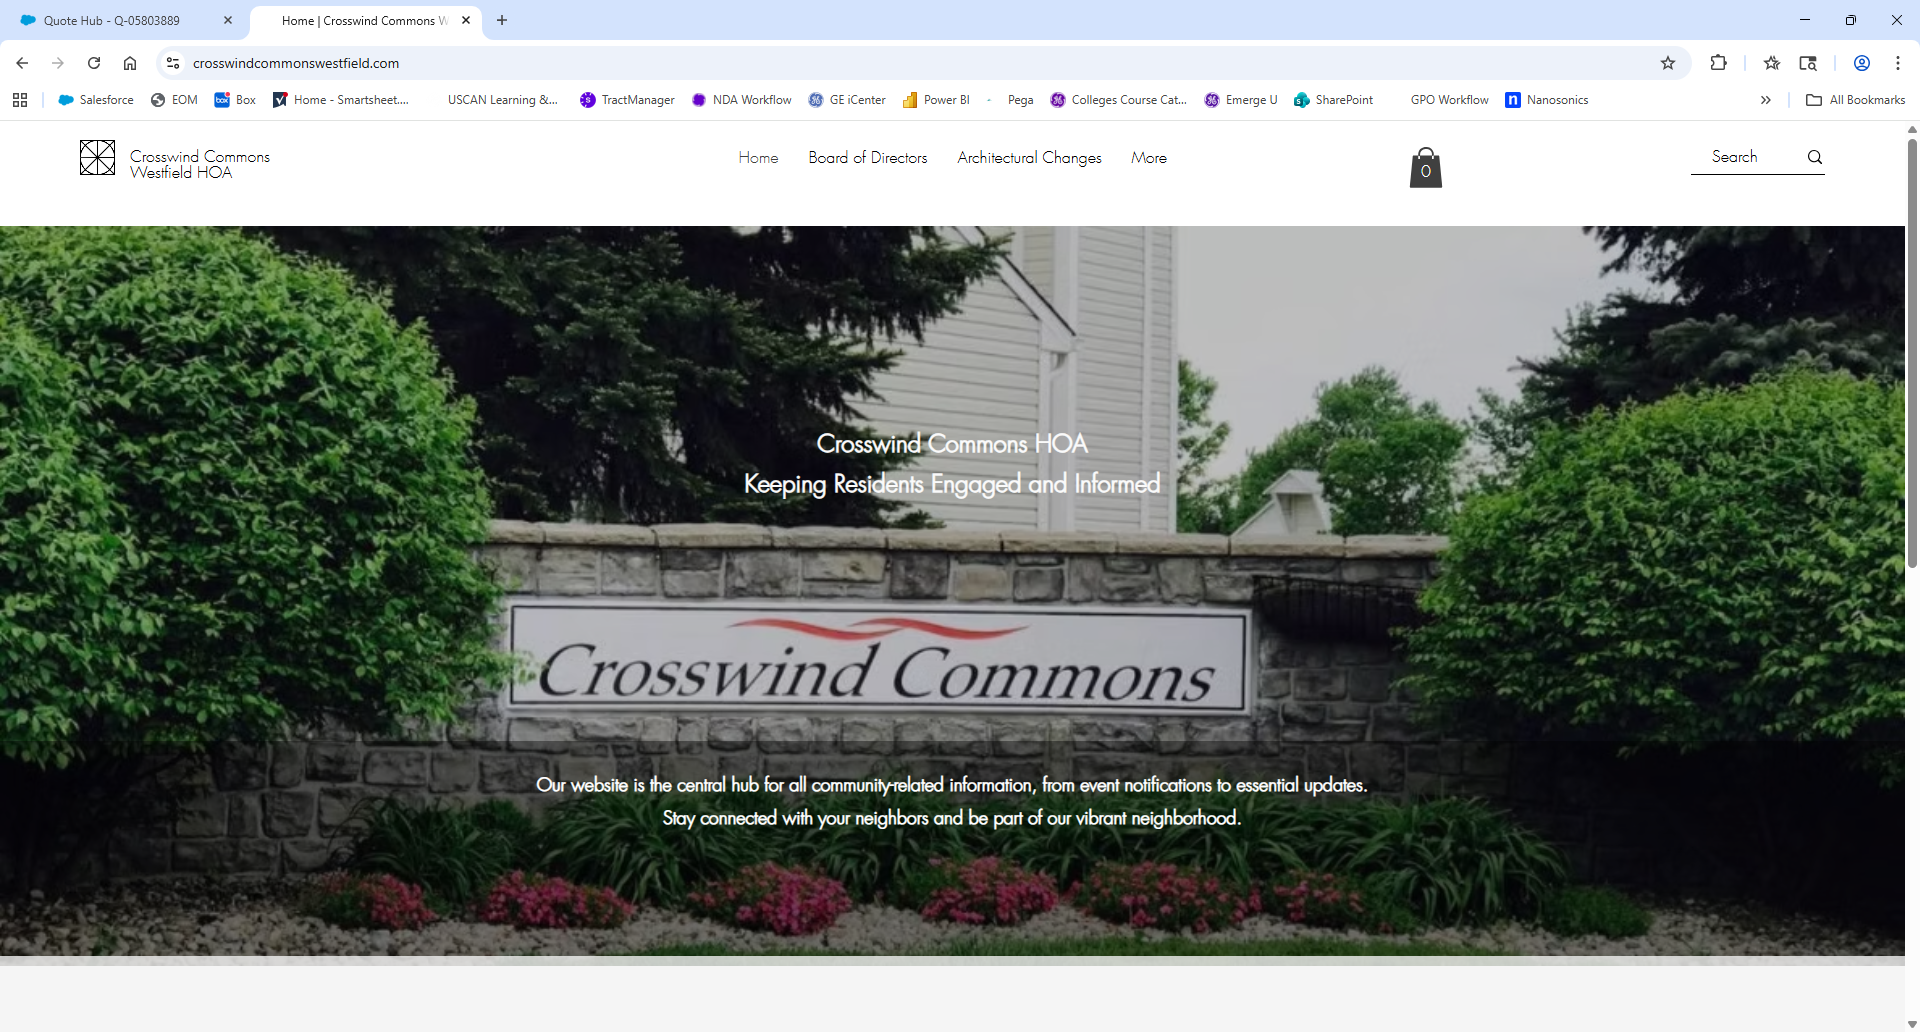 Quote Hub - Q-05803889
Home | Crosswind Commons W
crosswindcommonswestfield.com
Salesforce EOM Box Home - Smartsheet.... USCAN Learning &... TractManager NDA Workflow GE iCenter Power BI Pega Colleges Course Cat... Emerge U SharePoint GPO Workflow Nanosonics All Bookmarks
Crosswind Commons
Westfield HOA
Home Board of Directors Architectural Changes More
0
Search
Crosswind Commons HOA
Keeping Residents Engaged and Informed
Crosswind Commons
Our website is the central hub for all community-related information, from event notifications to essential updates.
Stay connected with your neighbors and be part of our vibrant neighborhood.